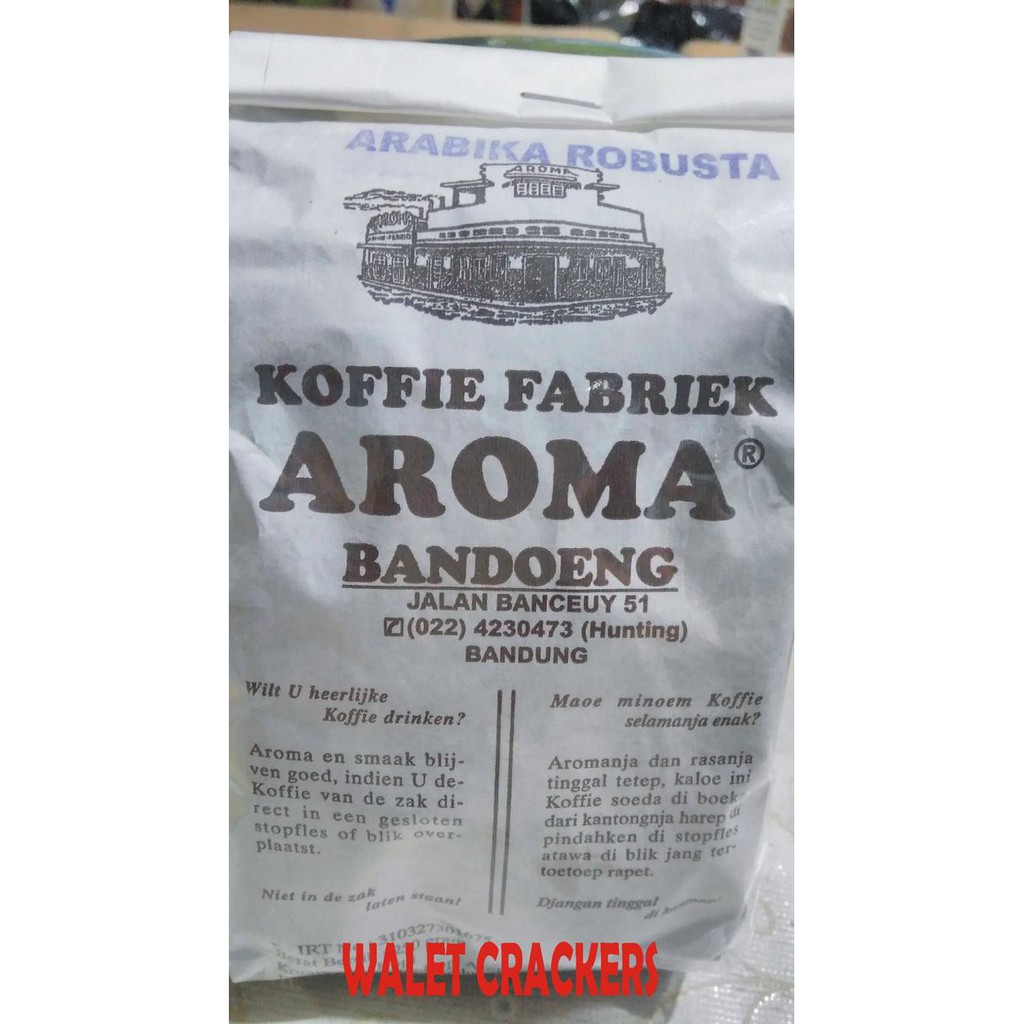 ARABIKA ROBUSTA
AROMA
KOFFIE FABRIEK
AROMA®
BANDOENG
JALAN BANCEUY 51
✆(022) 4230473 (Hunting)
BANDUNG
Wilt U heerlijke
Koffie drinken?
Aroma en smaak blij-
ven goed, indien U de-
Koffie van de zak di-
rect in een gesloten
stopfles of blik over-
plaatst.
Niet in de zak
laten staan!
Maoe minoem Koffie
selamanja enak?
Aromanja dan rasanja
tinggal tetep, kaloe ini
Koffie soeda di boeka
dari kantongnja harep di
pindahken di stopfles
atawa di blik jang ter-
toetoep rapet.
Djangan tinggal
di
IRT
gram
WALET CRACKERS